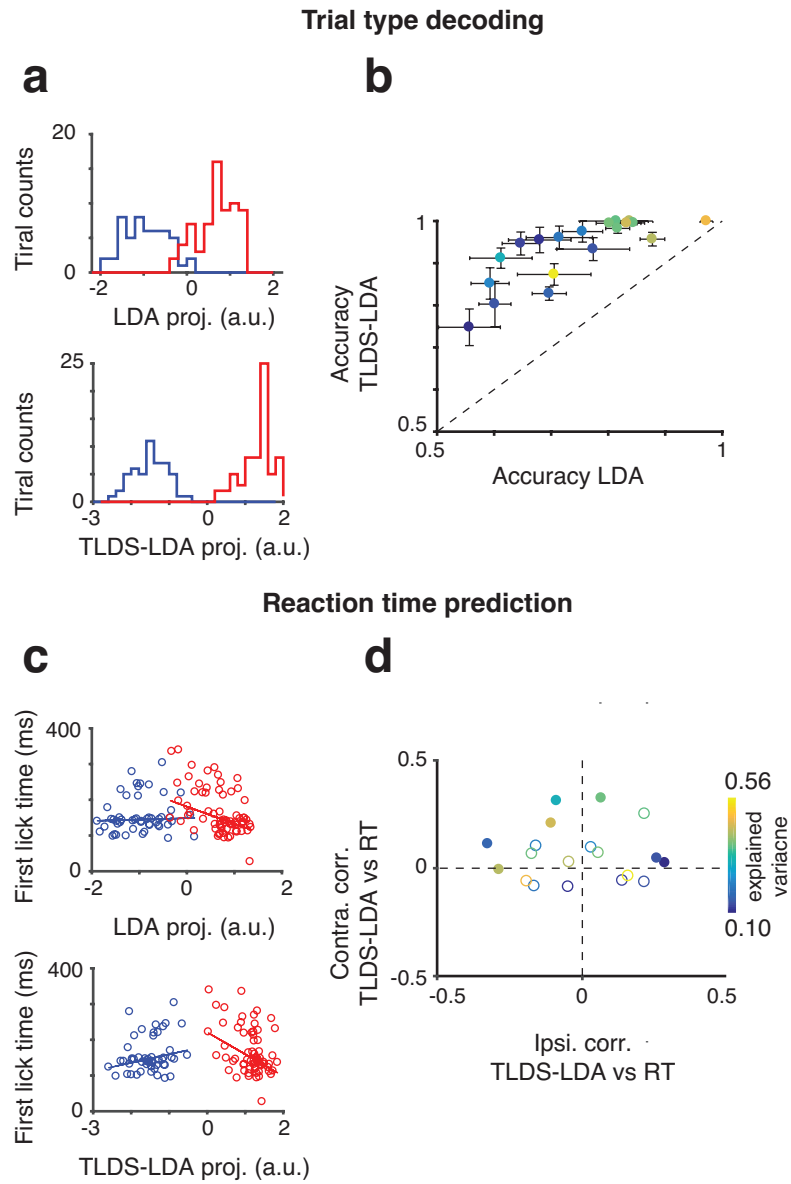 Trial type decoding
a
b
20
Tiral counts
0
-2
0
2
LDA proj. (a.u.)
25
Tiral counts
0
-3
0
2
TLDS-LDA proj. (a.u.)
1
Accuracy
TLDS-LDA
0.5
0.5
1
Accuracy LDA
Reaction time prediction
c
d
400
First lick time (ms)
0
-2
0
2
LDA proj. (a.u.)
400
First lick time (ms)
0
-3
0
2
TLDS-LDA proj. (a.u.)
0.5
Contra. corr.
TLDS-LDA vs RT
0
-0.5
-0.5
0
0.5
Ipsi. corr.
TLDS-LDA vs RT
0.56
explained
variacne
0.10